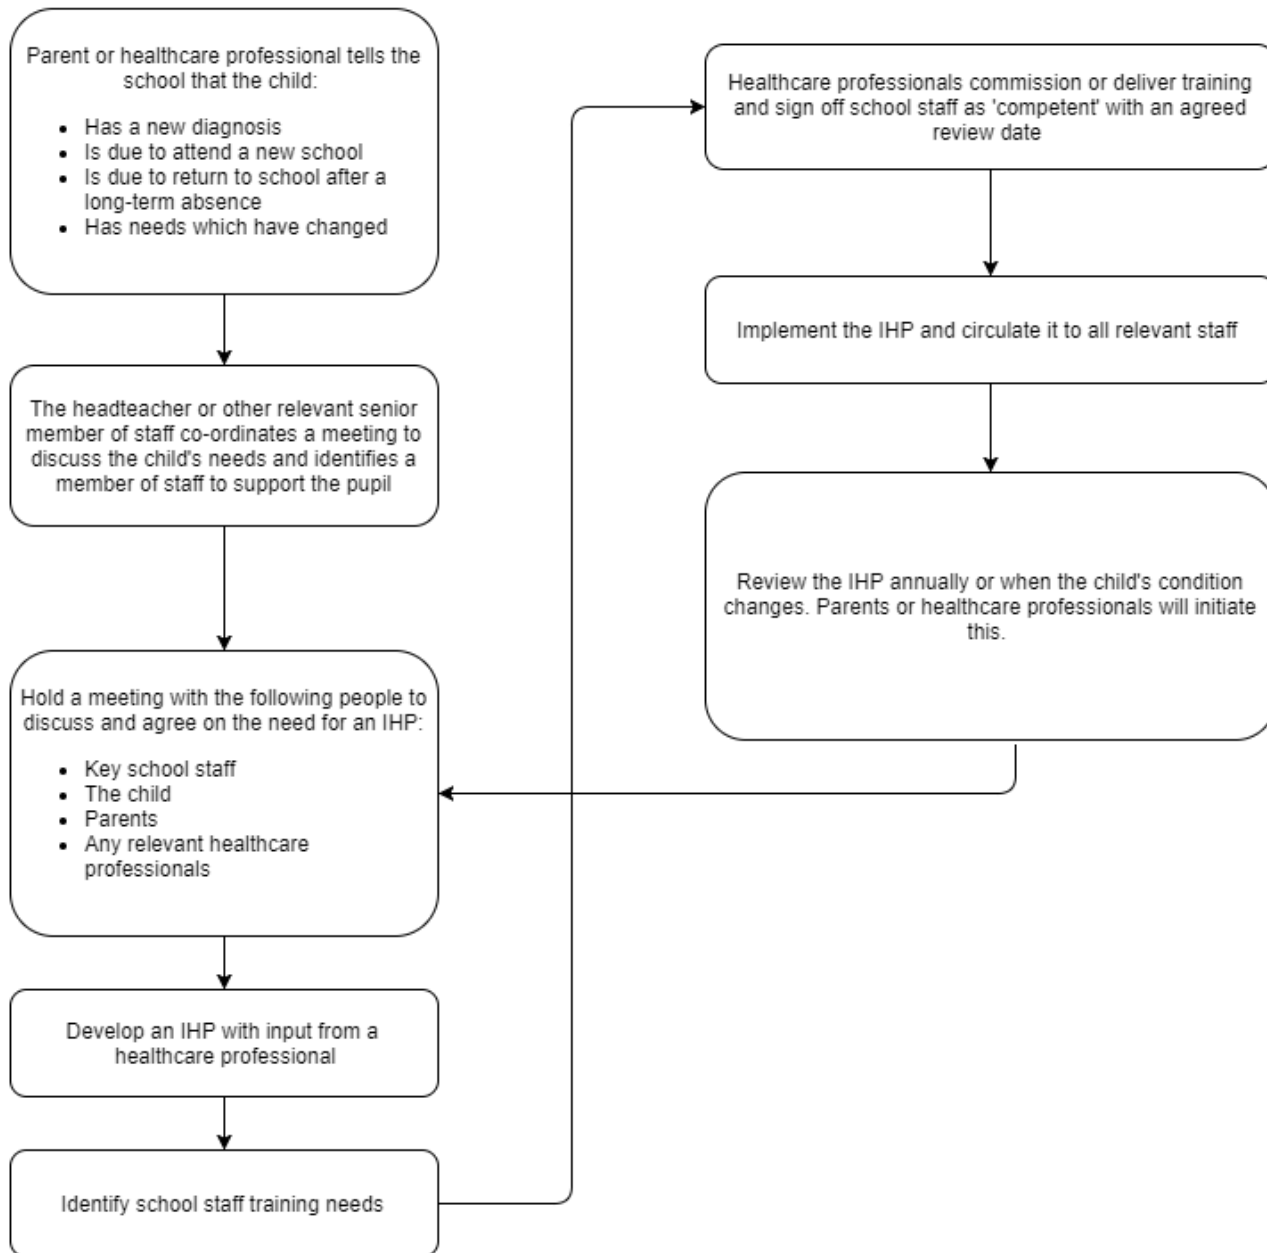 Parent or healthcare professional tells the
school that the child:
Has a new diagnosis
Is due to attend a new school
Is due to return to school after a
long-term absence
Has needs which have changed
The headteacher or other relevant senior
member of staff co-ordinates a meeting to
discuss the child's needs and identifies a
member of staff to support the pupil
Hold a meeting with the following people to
discuss and agree on the need for an IHP:
Key school staff
The child
Parents
Any relevant healthcare
professionals
Develop an IHP with input from a
healthcare professional
Identify school staff training needs
Healthcare professionals commission or deliver training
and sign off school staff as 'competent' with an agreed
review date
Implement the IHP and circulate it to all relevant staff
Review the IHP annually or when the child's condition
changes. Parents or healthcare professionals will initiate
this.